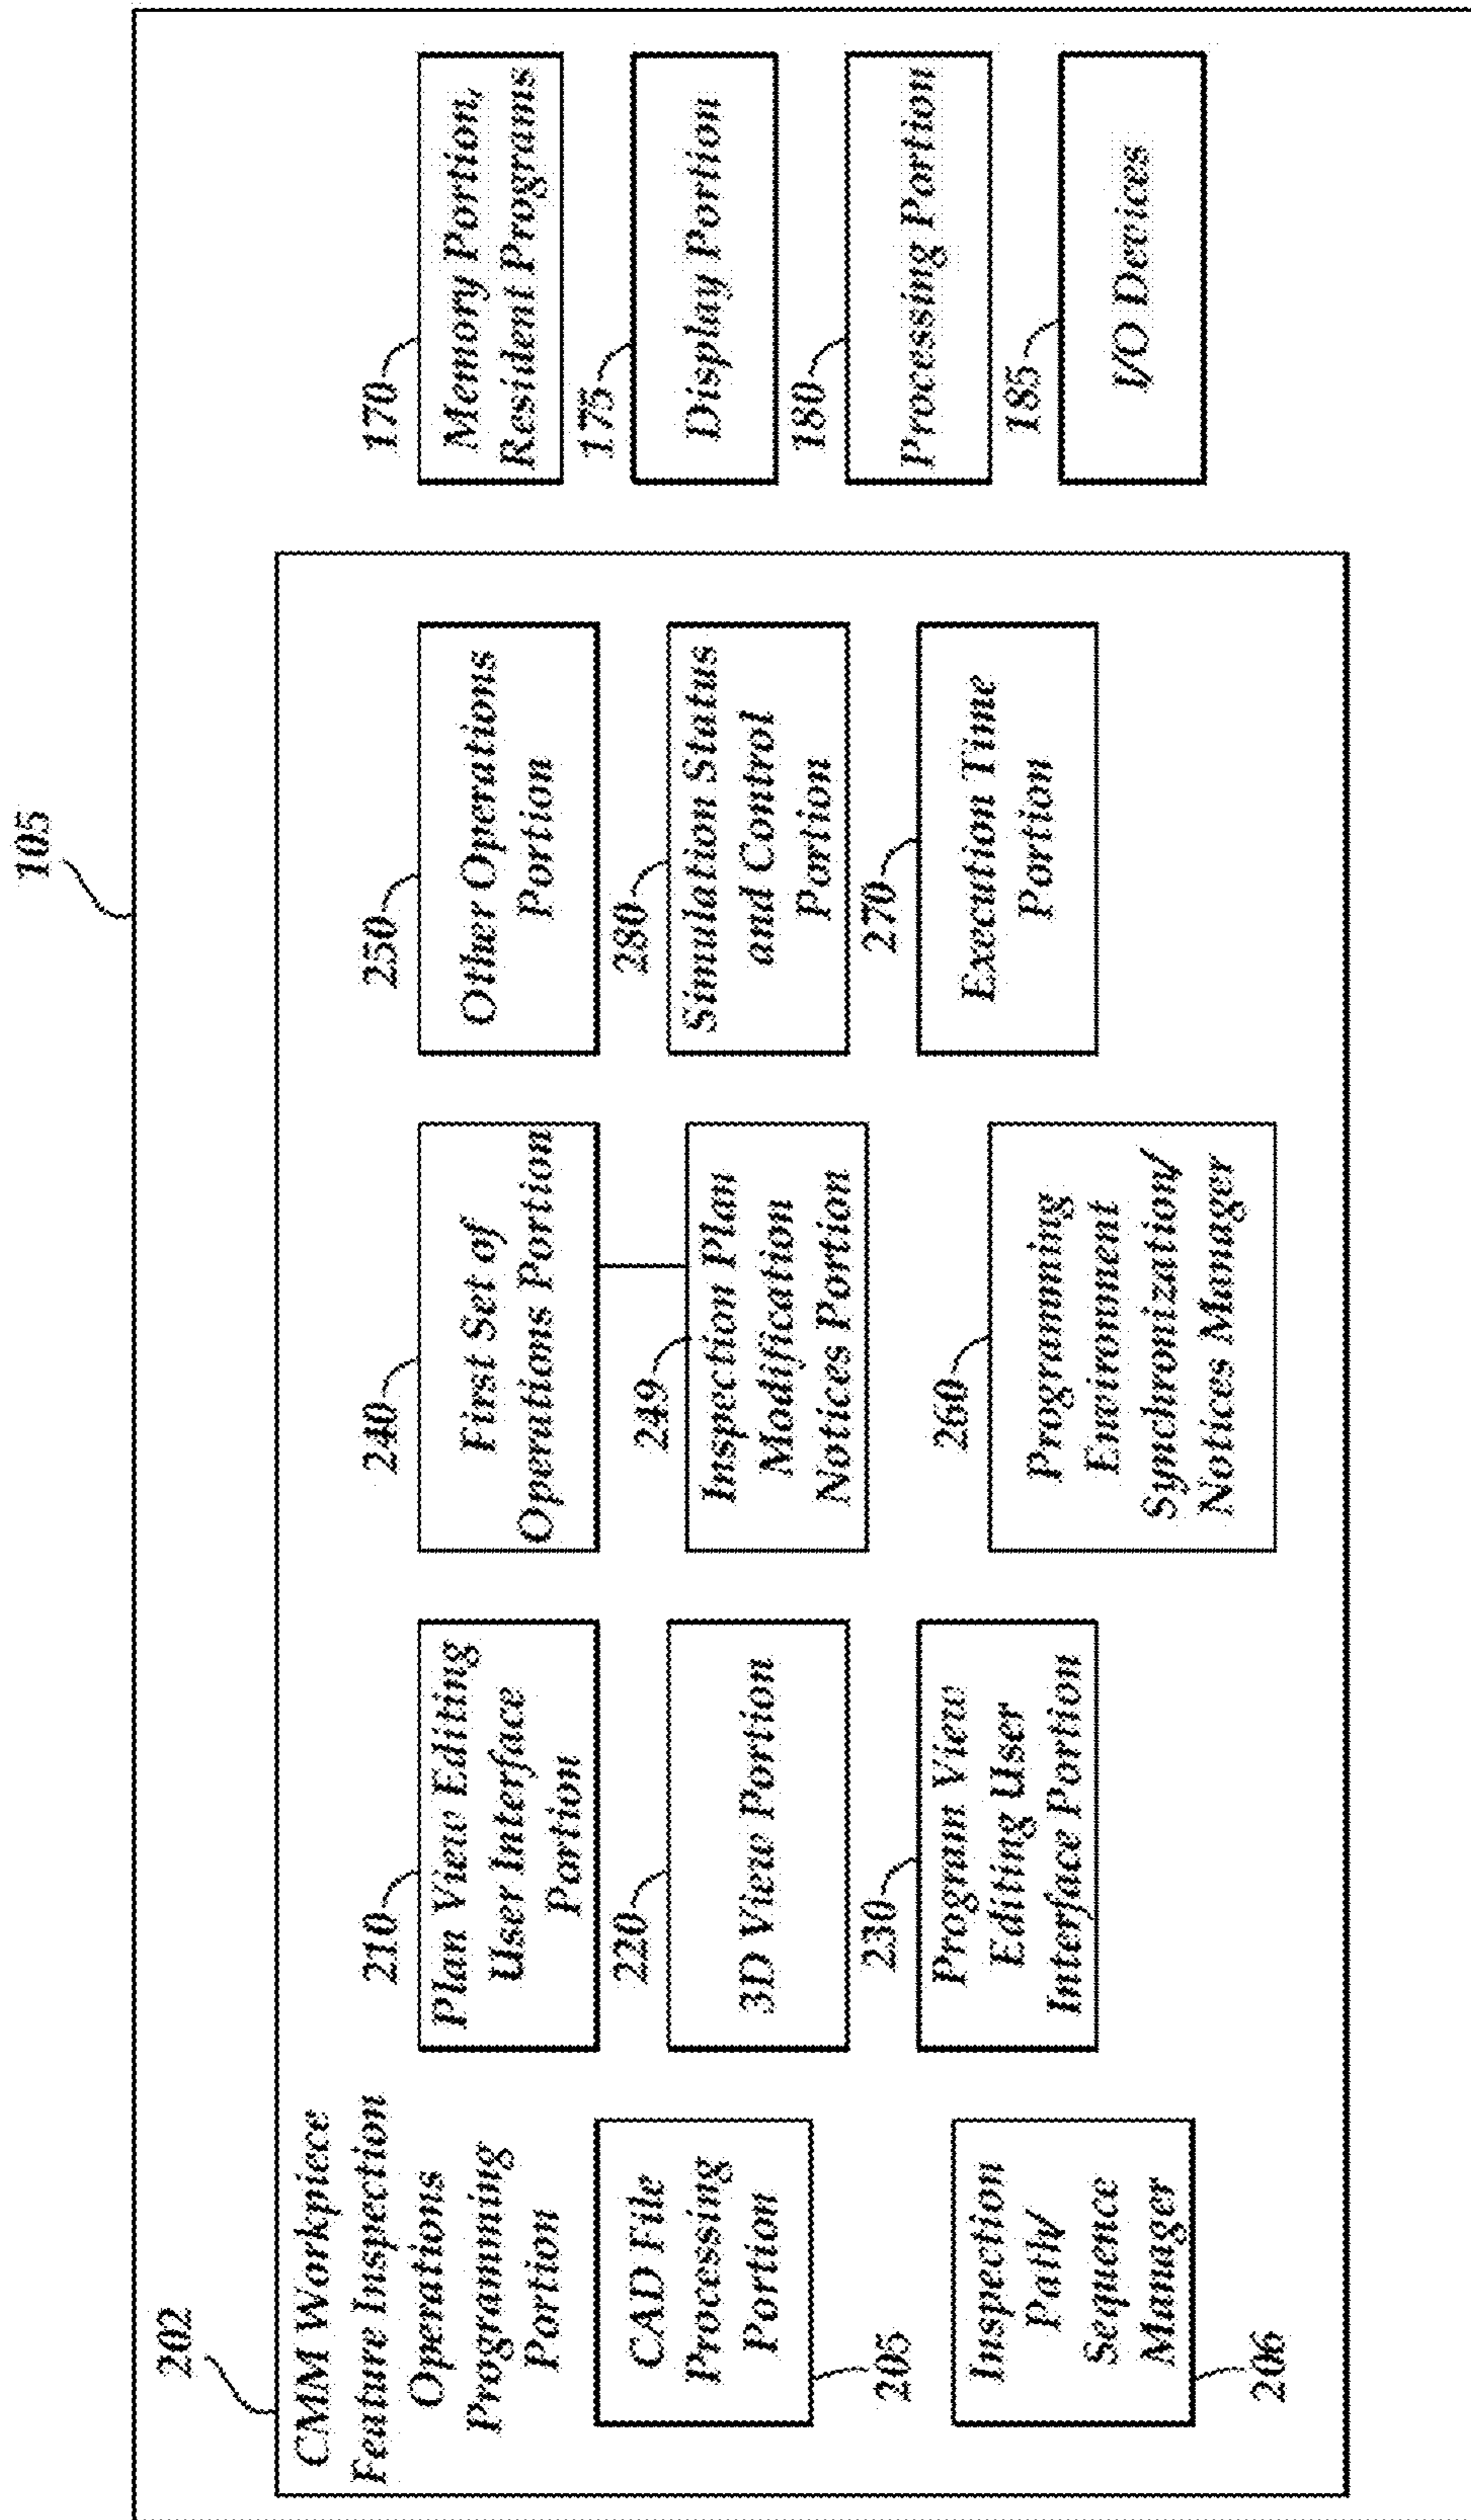 105
202
CMM Workpiece
Feature Inspection
Operations
Programming
Portion
CAD File
Processing
Portion
205
Inspection
Path/
Sequence
Manager
206
210
Plan View Editing
User Interface
Portion
220
3D View Portion
230
Program View
Editing User
Interface Portion
240
First Set of
Operations Portion
249
Inspection Plan
Modification
Notices Portion
260
Programming
Environment
Synchronization/
Notices Manager
250
Other Operations
Portion
280
Simulation Status
and Control
Portion
270
Execution Time
Portion
170
Memory Portion,
Resident Programs
175
Display Portion
180
Processing Portion
185
I/O Devices